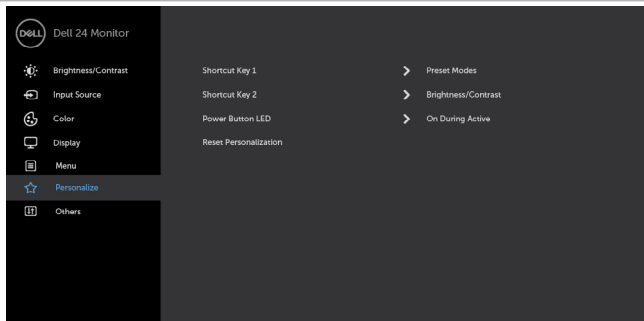 DELL Dell 24 Monitor
Brightness/Contrast Shortcut Key 1 Preset Modes
Input Source Shortcut Key 2 Brightness/Contrast
Color Power Button LED On During Active
Display Reset Personalization
Menu
Personalize
Others